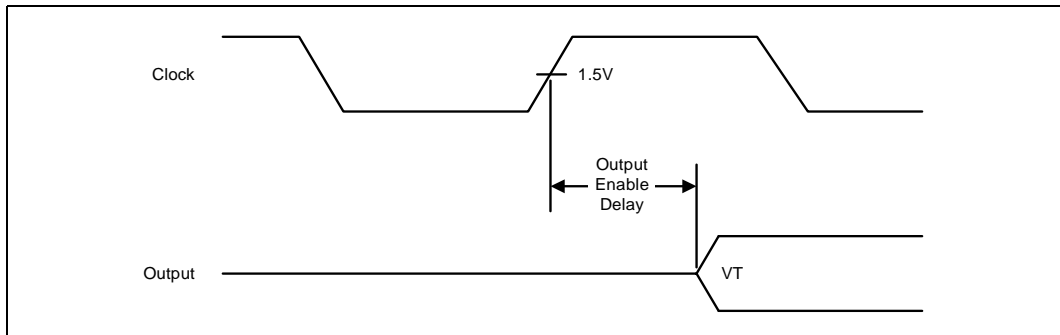 Clock
1.5V
Output
Enable
Delay
Output
VT